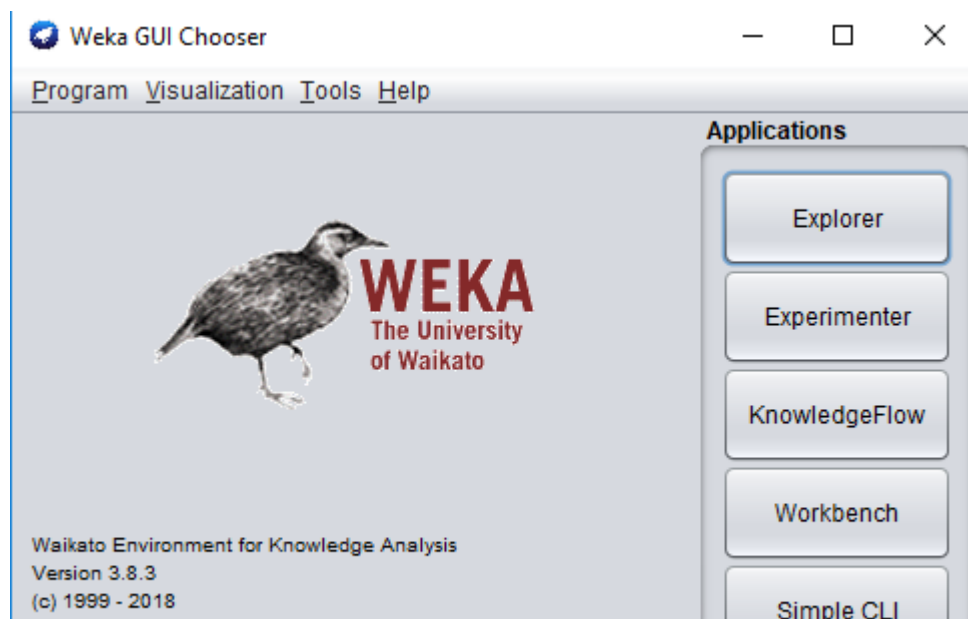 Weka GUI Chooser
Program Visualization Tools Help
Applications
Explorer
Experimenter
KnowledgeFlow
Workbench
Simple CLI
WEKA
The University
of Waikato
Waikato Environment for Knowledge Analysis
Version 3.8.3
(c) 1999 - 2018